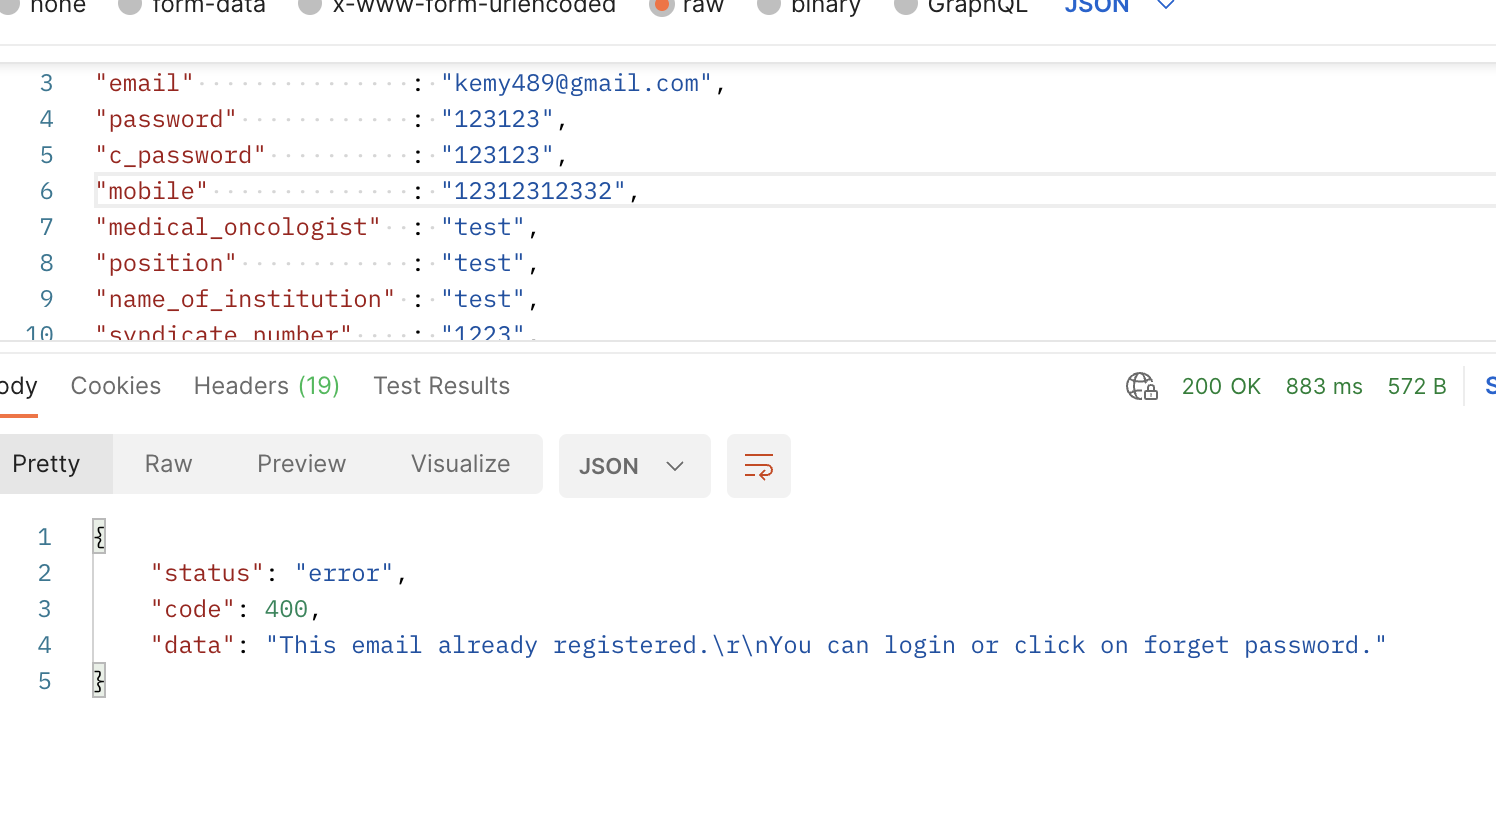 none form-data x-www-form-urlencoded raw binary GraphQL JSON
3 "email" : "kemy489@gmail.com",
4 "password" : "123123",
5 "c_password" : "123123",
6 "mobile" : "12312312332",
7 "medical_oncologist" : "test",
8 "position" : "test",
9 "name_of_institution" : "test",
10 "syndicate_number" : "1223",
ody Cookies Headers (19) Test Results 200 OK 883 ms 572 B S
Pretty Raw Preview Visualize JSON
1 {
2 "status": "error",
3 "code": 400,
4 "data": "This email already registered.\r\nYou can login or click on forget password."
5 }